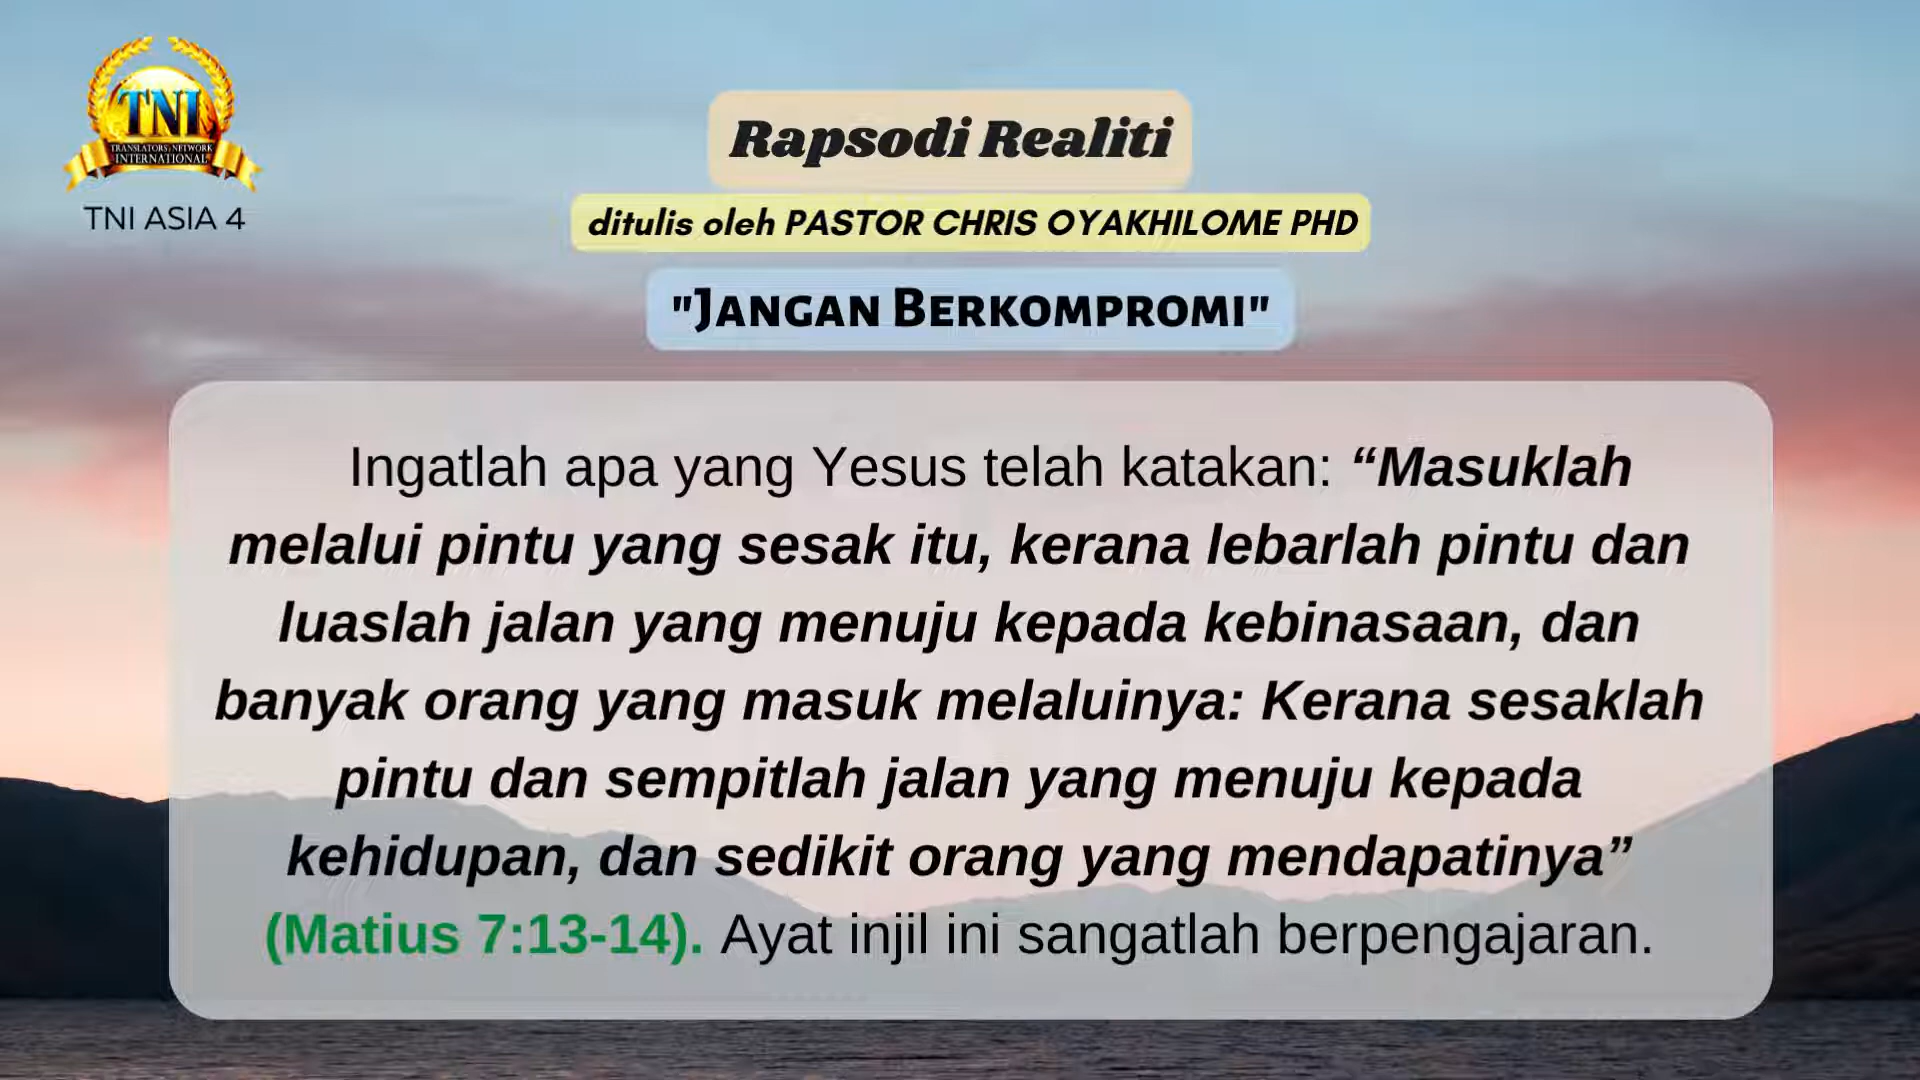 TNI
TRANSLATORS NETWORK
INTERNATIONAL
TNI ASIA 4
Rapsodi Realiti
ditulis oleh PASTOR CHRIS OYAKHILOME PHD
"JANGAN BERKOMPROMI"
Ingatlah apa yang Yesus telah katakan: “Masuklah
melalui pintu yang sesak itu, kerana lebarlah pintu dan
luaslah jalan yang menuju kepada kebinasaan, dan
banyak orang yang masuk melaluinya: Kerana sesaklah
pintu dan sempitlah jalan yang menuju kepada
kehidupan, dan sedikit orang yang mendapatinya”
(Matius 7:13-14). Ayat injil ini sangatlah berpengajaran.